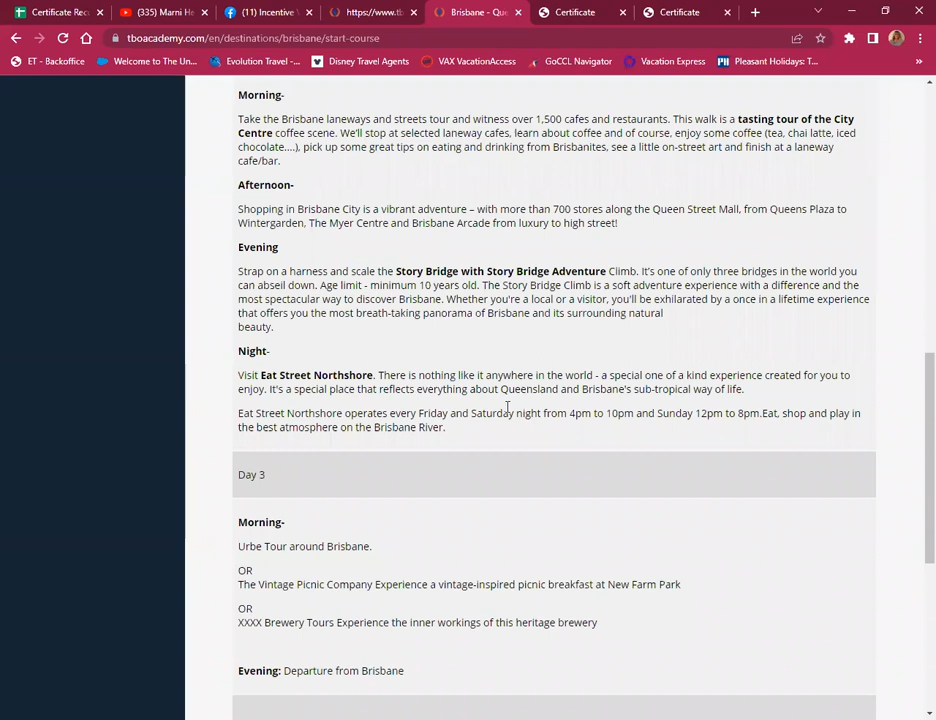 Certificate Recu
(335) Marni He
(11) Incentive V
https://www.tb
Brisbane - Que
Certificate
Certificate
tboacademy.com/en/destinations/brisbane/start-course
ET - Backoffice
Welcome to The Un...
Evolution Travel -...
Disney Travel Agents
VAX VacationAccess
GoCCL Navigator
Vacation Express
Pleasant Holidays: T...
Morning-
Take the Brisbane laneways and streets tour and witness over 1,500 cafes and restaurants. This walk is a tasting tour of the City
Centre coffee scene. We'll stop at selected laneway cafes, learn about coffee and of course, enjoy some coffee (tea, chai latte, iced
chocolate....), pick up some great tips on eating and drinking from Brisbanites, see a little on-street art and finish at a laneway
cafe/bar.
Afternoon-
Shopping in Brisbane City is a vibrant adventure – with more than 700 stores along the Queen Street Mall, from Queens Plaza to
Wintergarden, The Myer Centre and Brisbane Arcade from luxury to high street!
Evening
Strap on a harness and scale the Story Bridge with Story Bridge Adventure Climb. It's one of only three bridges in the world you
can abseil down. Age limit - minimum 10 years old. The Story Bridge Climb is a soft adventure experience with a difference and the
most spectacular way to discover Brisbane. Whether you're a local or a visitor, you'll be exhilarated by a once in a lifetime experience
that offers you the most breath-taking panorama of Brisbane and its surrounding natural
beauty.
Night-
Visit Eat Street Northshore. There is nothing like it anywhere in the world - a special one of a kind experience created for you to
enjoy. It's a special place that reflects everything about Queensland and Brisbane's sub-tropical way of life.
Eat Street Northshore operates every Friday and Saturday night from 4pm to 10pm and Sunday 12pm to 8pm.Eat, shop and play in
the best atmosphere on the Brisbane River.
Day 3
Morning-
Urbe Tour around Brisbane.
OR
The Vintage Picnic Company Experience a vintage-inspired picnic breakfast at New Farm Park
OR
XXXX Brewery Tours Experience the inner workings of this heritage brewery
Evening: Departure from Brisbane